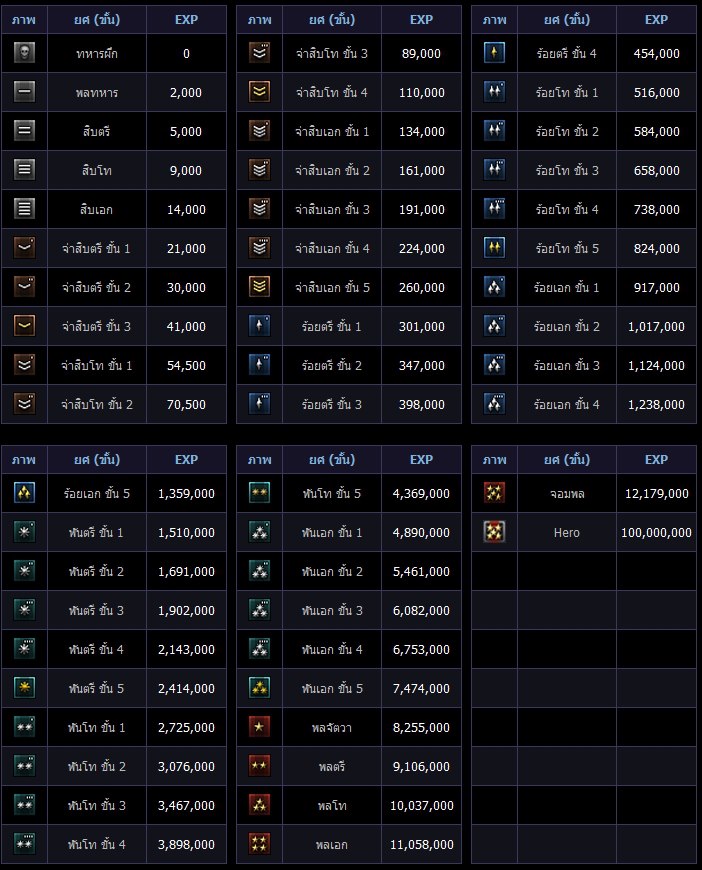 ภาพ ยศ (ขั้น) EXP
ทหารฝึก 0
พลทหาร 2,000
สิบตรี 5,000
สิบโท 9,000
สิบเอก 14,000
จ่าสิบตรี ขั้น 1 21,000
จ่าสิบตรี ขั้น 2 30,000
จ่าสิบตรี ขั้น 3 41,000
จ่าสิบโท ขั้น 1 54,500
จ่าสิบโท ขั้น 2 70,500
ภาพ ยศ (ขั้น) EXP
จ่าสิบโท ขั้น 3 89,000
จ่าสิบโท ขั้น 4 110,000
จ่าสิบเอก ขั้น 1 134,000
จ่าสิบเอก ขั้น 2 161,000
จ่าสิบเอก ขั้น 3 191,000
จ่าสิบเอก ขั้น 4 224,000
จ่าสิบเอก ขั้น 5 260,000
ร้อยตรี ขั้น 1 301,000
ร้อยตรี ขั้น 2 347,000
ร้อยตรี ขั้น 3 398,000
ภาพ ยศ (ขั้น) EXP
ร้อยตรี ขั้น 4 454,000
ร้อยโท ขั้น 1 516,000
ร้อยโท ขั้น 2 584,000
ร้อยโท ขั้น 3 658,000
ร้อยโท ขั้น 4 738,000
ร้อยโท ขั้น 5 824,000
ร้อยเอก ขั้น 1 917,000
ร้อยเอก ขั้น 2 1,017,000
ร้อยเอก ขั้น 3 1,124,000
ร้อยเอก ขั้น 4 1,238,000
ภาพ ยศ (ขั้น) EXP
ร้อยเอก ขั้น 5 1,359,000
พันตรี ขั้น 1 1,510,000
พันตรี ขั้น 2 1,691,000
พันตรี ขั้น 3 1,902,000
พันตรี ขั้น 4 2,143,000
พันตรี ขั้น 5 2,414,000
พันโท ขั้น 1 2,725,000
พันโท ขั้น 2 3,076,000
พันโท ขั้น 3 3,467,000
พันโท ขั้น 4 3,898,000
ภาพ ยศ (ขั้น) EXP
พันโท ขั้น 5 4,369,000
พันเอก ขั้น 1 4,890,000
พันเอก ขั้น 2 5,461,000
พันเอก ขั้น 3 6,082,000
พันเอก ขั้น 4 6,753,000
พันเอก ขั้น 5 7,474,000
พลจัตวา 8,255,000
พลตรี 9,106,000
พลโท 10,037,000
พลเอก 11,058,000
ภาพ ยศ (ขั้น) EXP
จอมพล 12,179,000
Hero 100,000,000